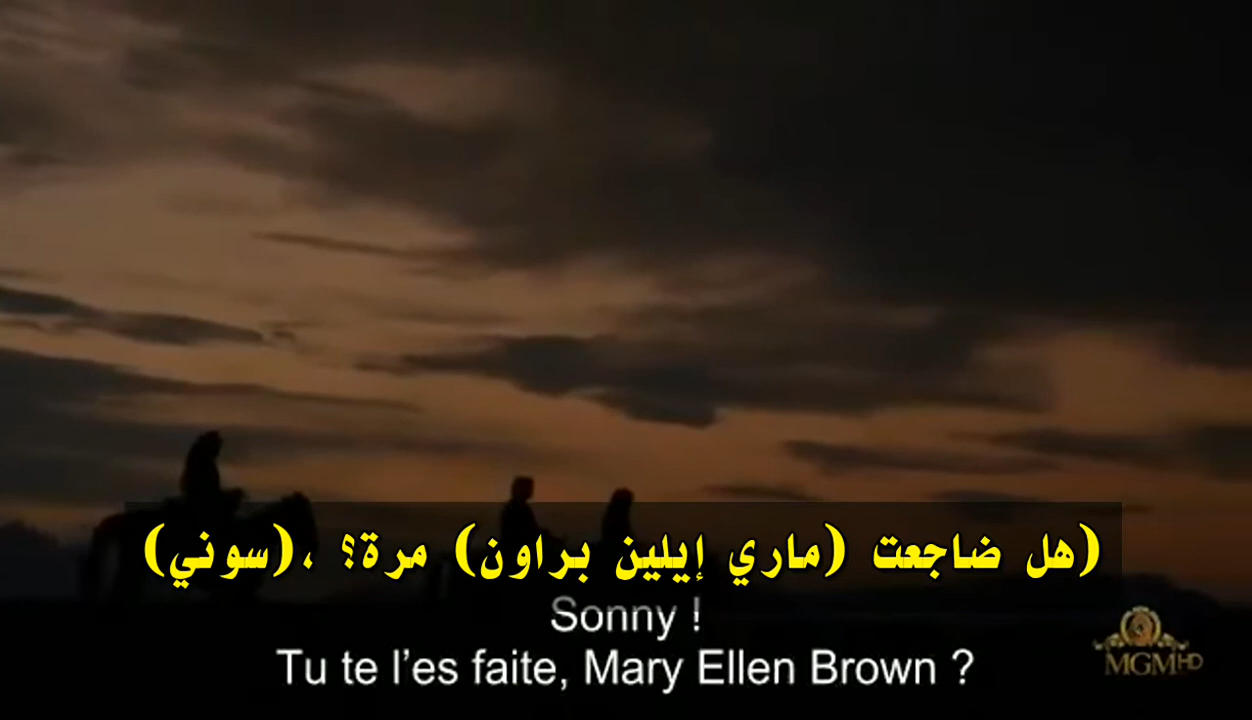 (هل ضاجعت (ماري إيلين براون) مرة؟ ،(سوني)
Sonny !
Tu te l'es faite, Mary Ellen Brown ?
MGM HD